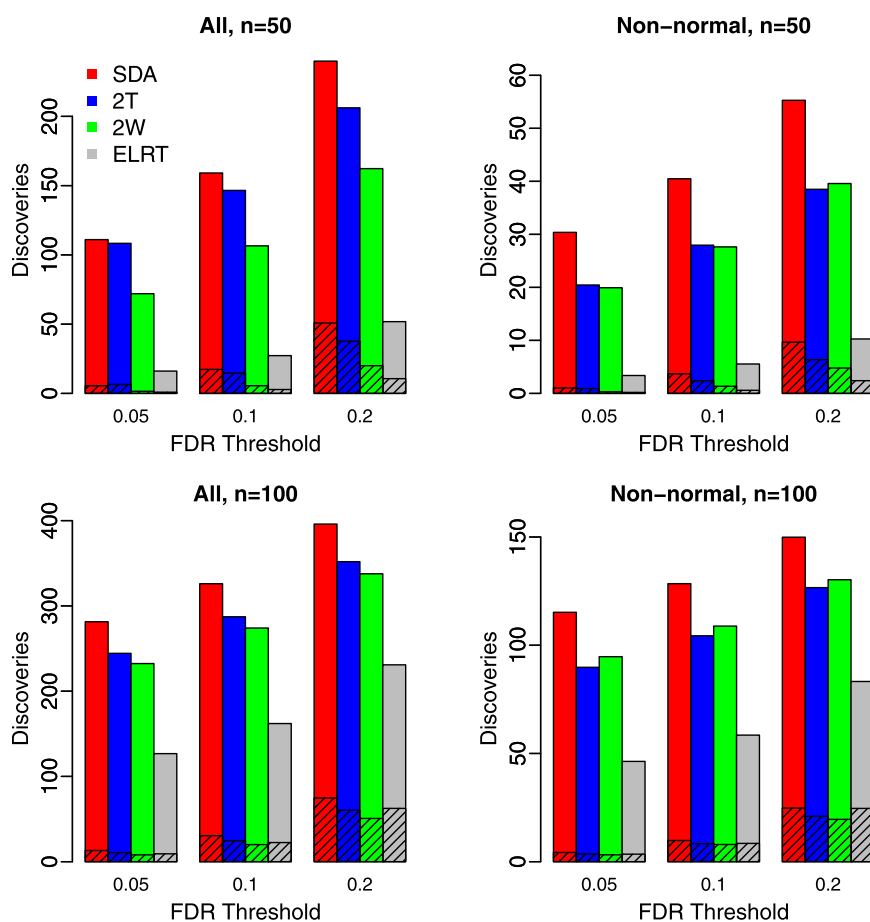 All, n=50
SDA
2T
2W
ELRT
Discoveries
0
50
100
150
200
0.05
0.1
0.2
FDR Threshold
Non−normal, n=50
Discoveries
0
10
20
30
40
50
60
0.05
0.1
0.2
FDR Threshold
All, n=100
Discoveries
0
100
200
300
400
0.05
0.1
0.2
FDR Threshold
Non−normal, n=100
Discoveries
0
50
100
150
0.05
0.1
0.2
FDR Threshold